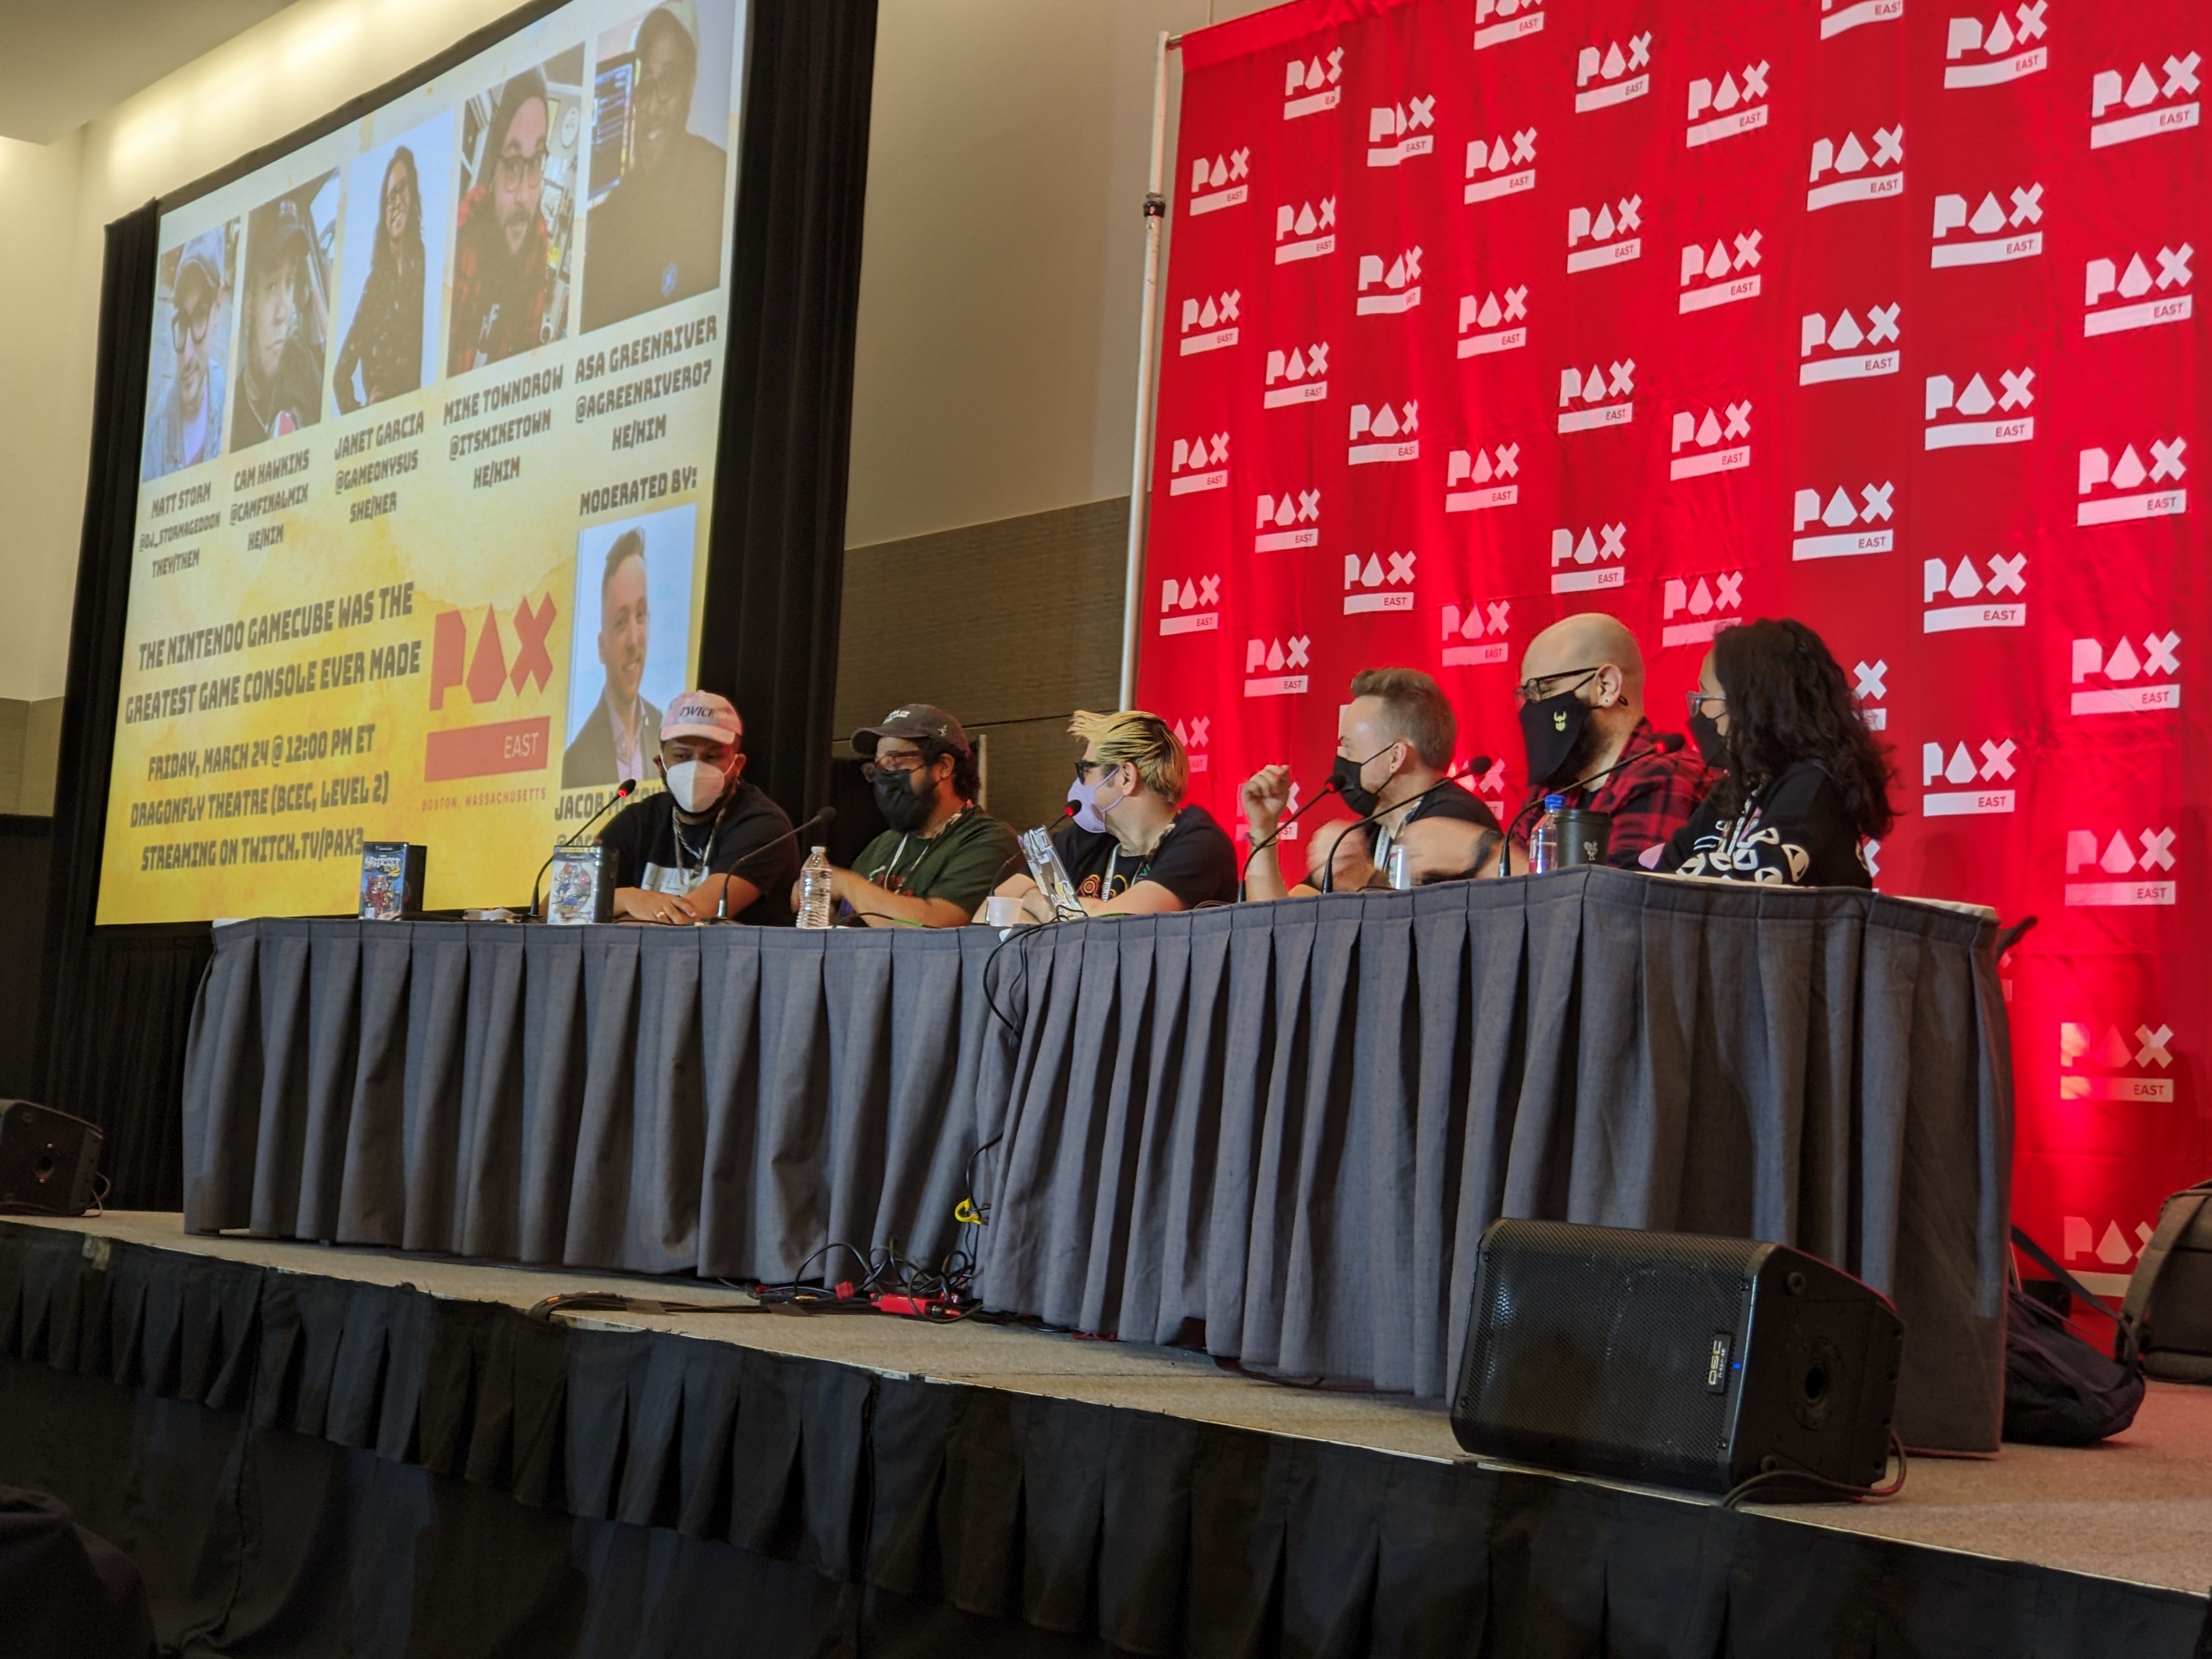 MATT STORM
@DJ_STORMAGEDDON
THEY/THEM
CAM HAWKINS
@CAMFINALMIX
HE/HIM
JANET GARCIA
@GAMEONYSUS
SHE/HER
MIKE TOWNDROW
@ITSMIKETOWN
HE/HIM
ASA GREENRIVER
@AGREENRIVER07
HE/HIM
MODERATED BY:
JACOB
THE NINTENDO GAMECUBE WAS THE
GREATEST GAME CONSOLE EVER MADE
FRIDAY, MARCH 24 @ 12:00 PM ET
DRAGONFLY THEATRE (BCEC, LEVEL 2)
STREAMING ON TWITCH.TV/PAX3
PAX
EAST
BOSTON, MASSACHUSETTS
TWICE
PAX
EAST
QSC